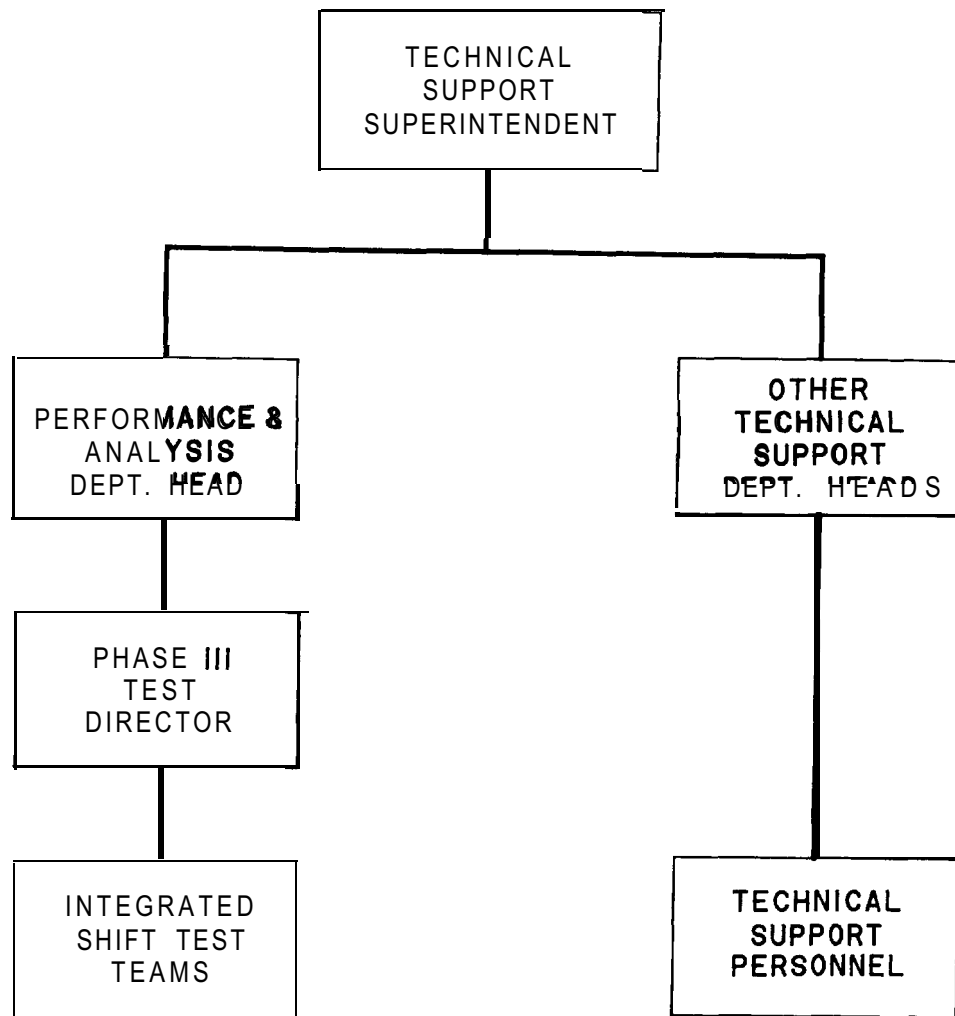 TECHNICAL
SUPPORT
SUPERINTENDENT
PERFORMANCE &
ANALYSIS
DEPT. HEAD
OTHER
TECHNICAL
SUPPORT
DEPT. HEADS
PHASE III
TEST
DIRECTOR
INTEGRATED
SHIFT TEST
TEAMS
TECHNICAL
SUPPORT
PERSONNEL